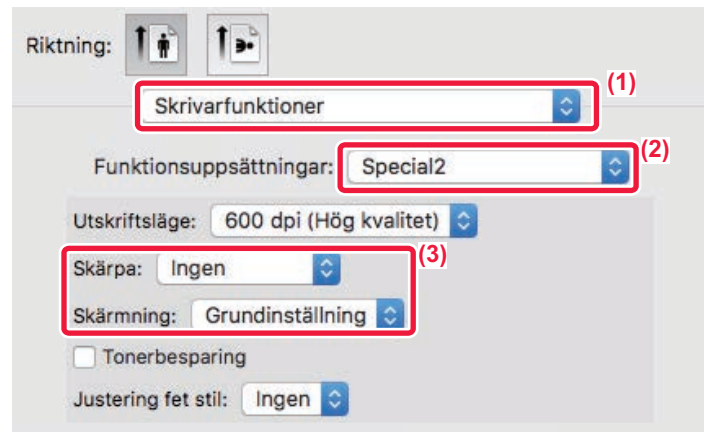 Riktning:
(1)
Skrivarfunktioner
(2)
Funktionsuppsättningar: Special2
Utskriftsläge: 600 dpi (Hög kvalitet)
(3)
Skärpa: Ingen
Skärmning: Grundinställning
Tonerbesparing
Justering fet stil: Ingen